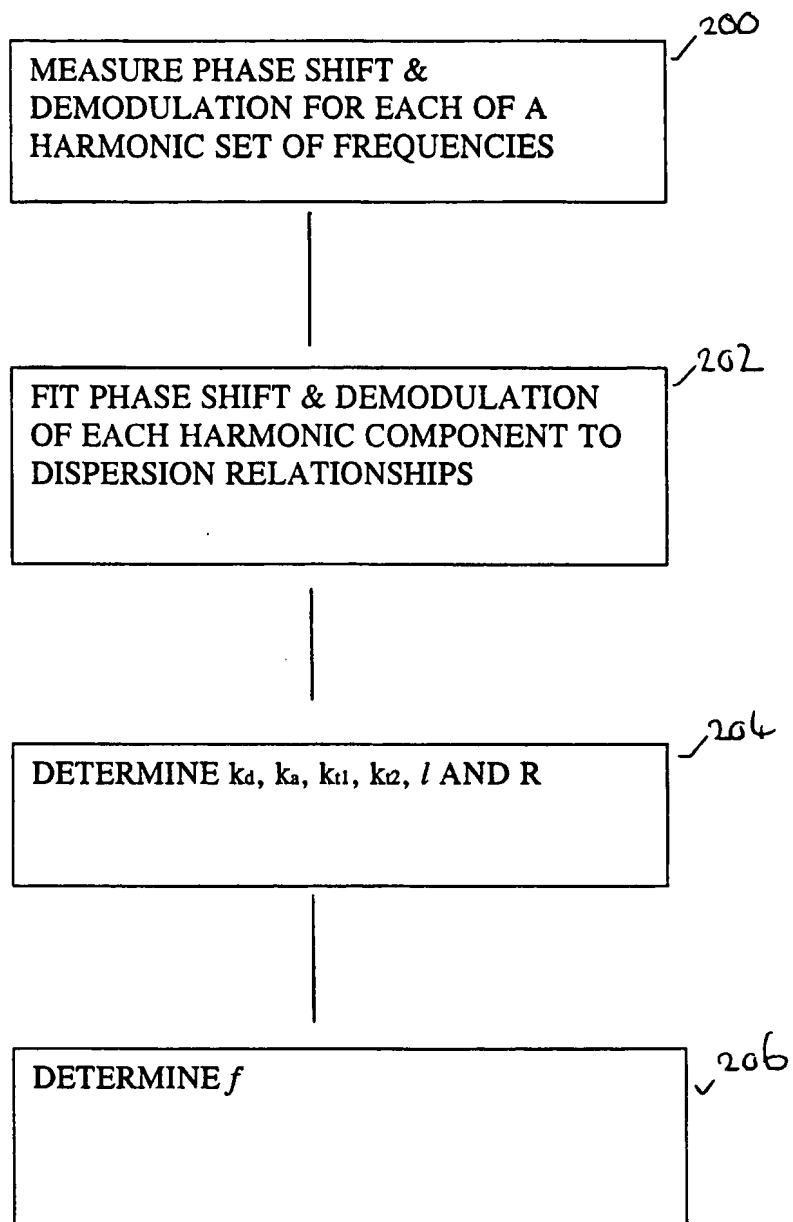 200
MEASURE PHASE SHIFT &
DEMODULATION FOR EACH OF A
HARMONIC SET OF FREQUENCIES
202
FIT PHASE SHIFT & DEMODULATION
OF EACH HARMONIC COMPONENT TO
DISPERSION RELATIONSHIPS
204
DETERMINE kd, ka, kt1, kt2, l AND R
206
DETERMINE f